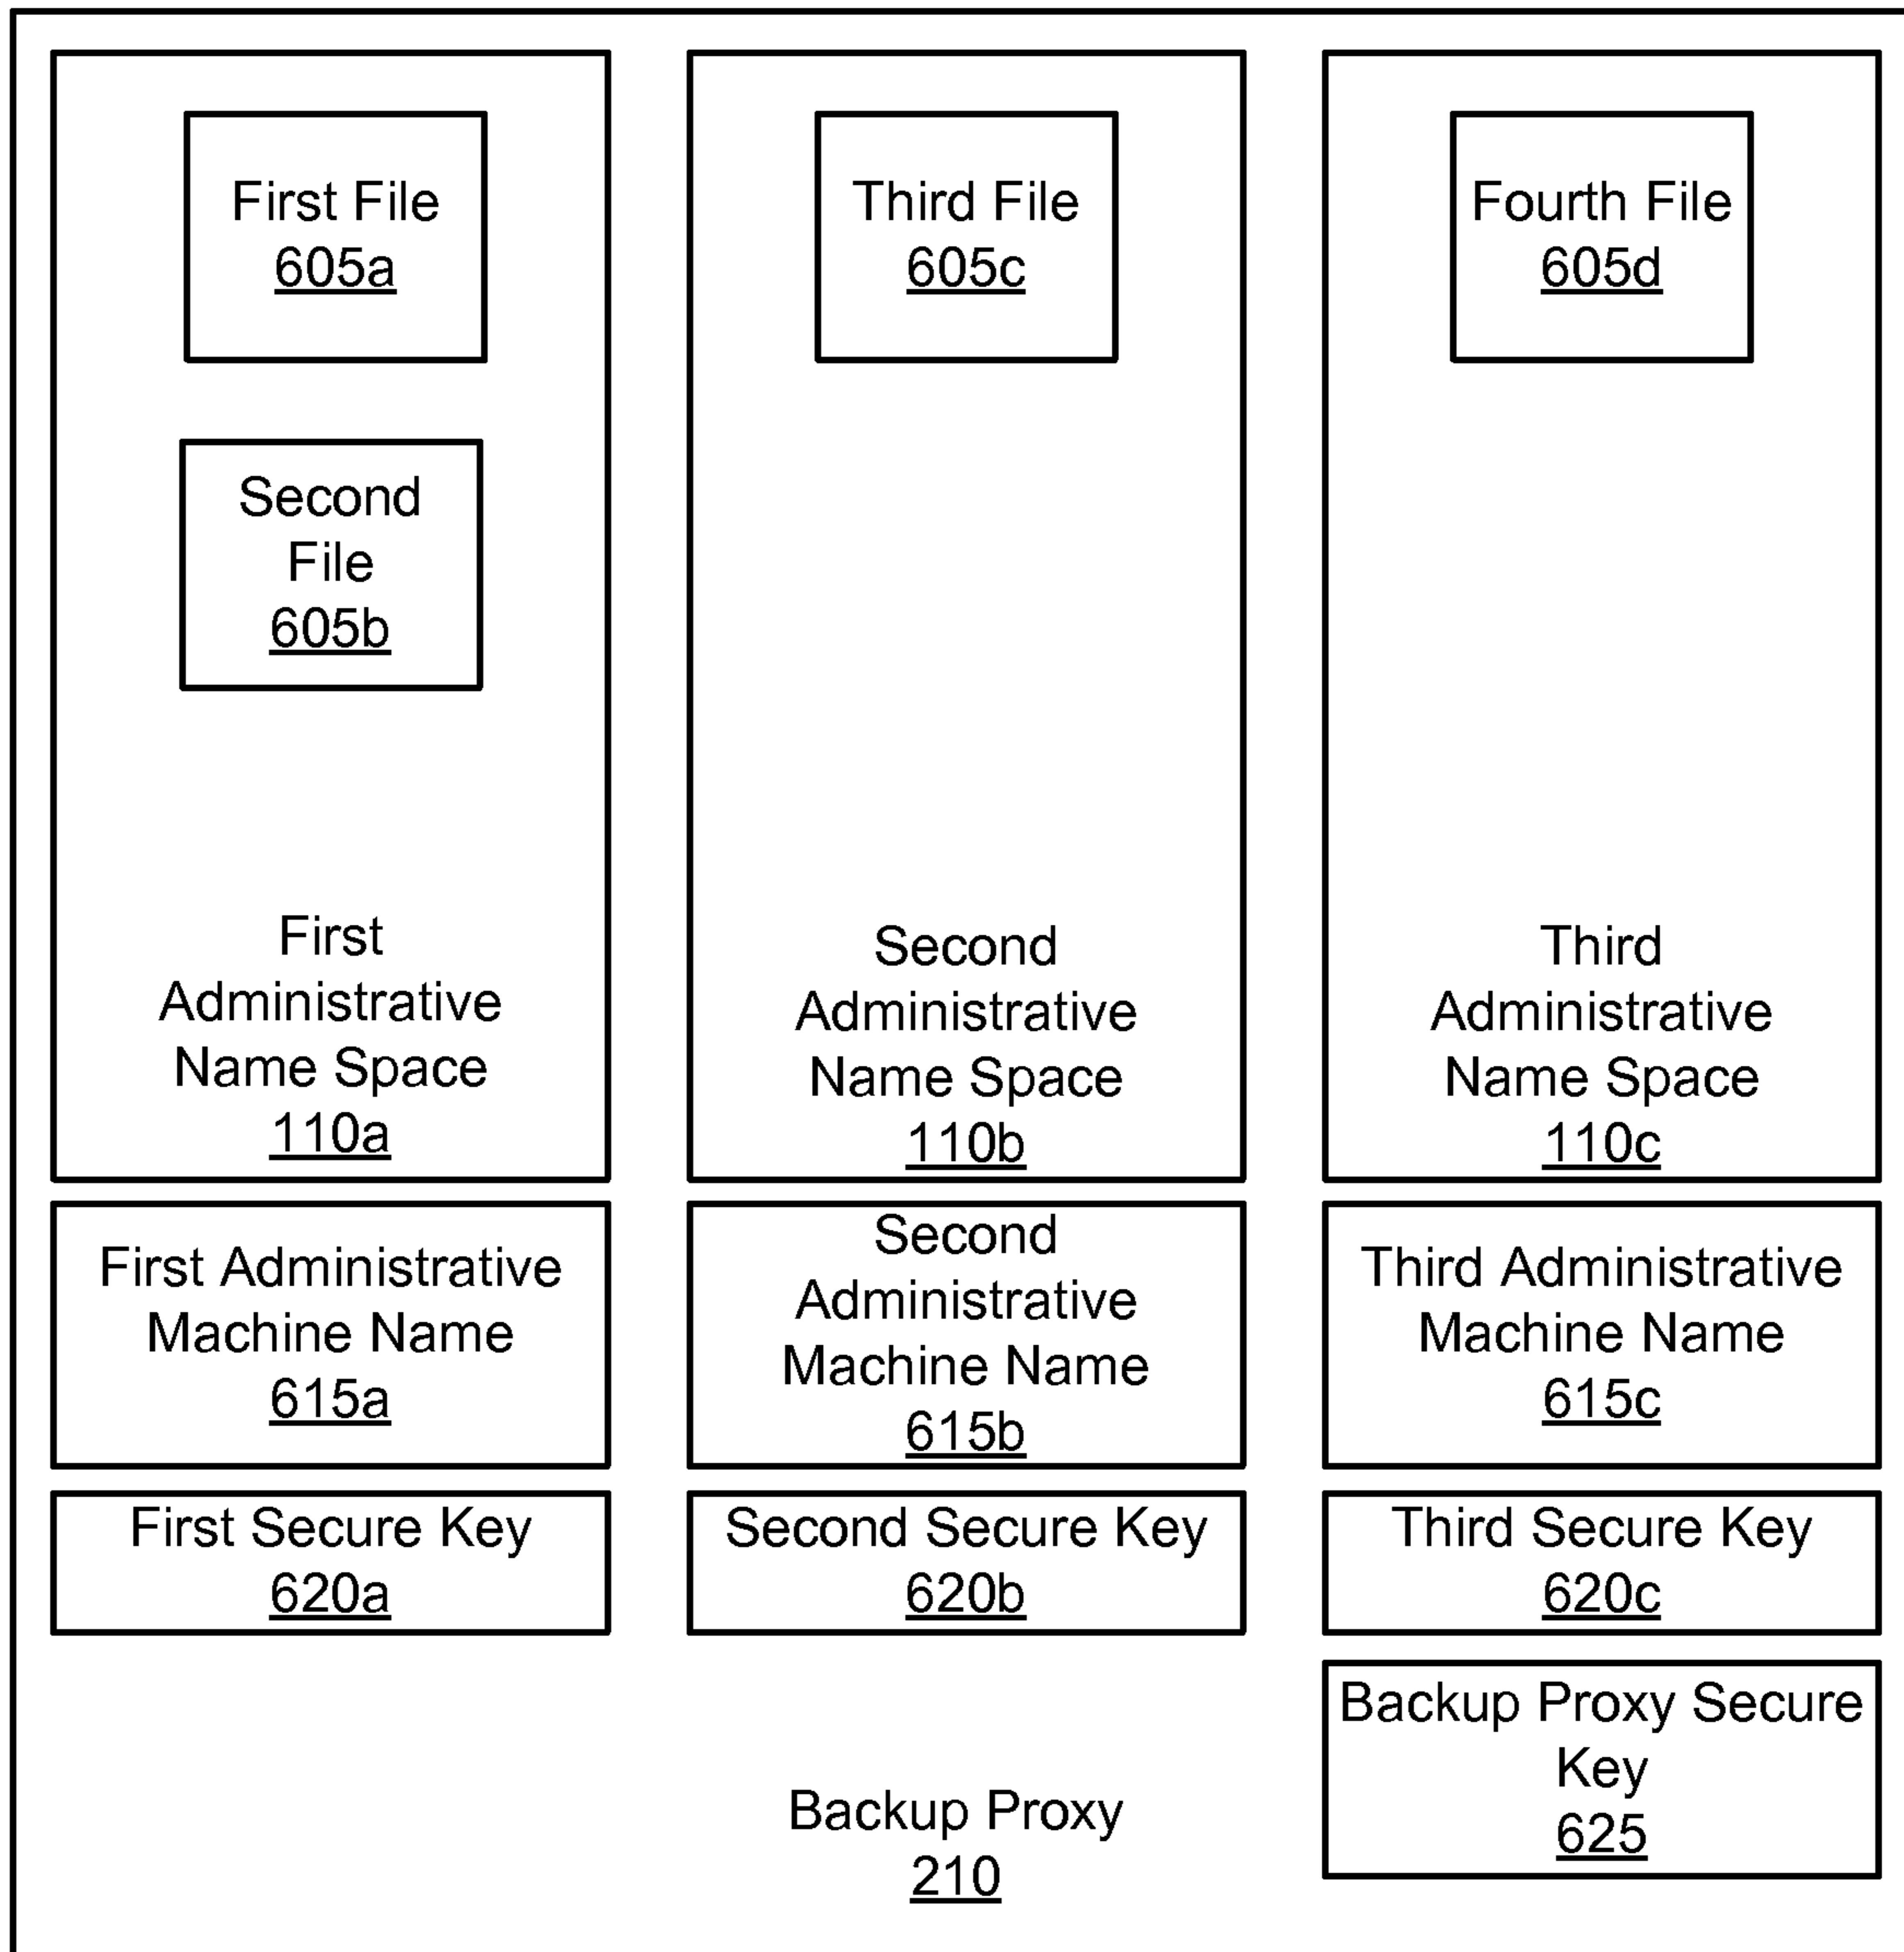 First File
605a
Second
File
605b
First
Administrative
Name Space
110a
Third File
605c
Second
Administrative
Name Space
110b
Fourth File
605d
Third
Administrative
Name Space
110c
First Administrative
Machine Name
615a
Second
Administrative
Machine Name
615b
Third Administrative
Machine Name
615c
First Secure Key
620a
Second Secure Key
620b
Third Secure Key
620c
Backup Proxy Secure
Key
625
Backup Proxy
210